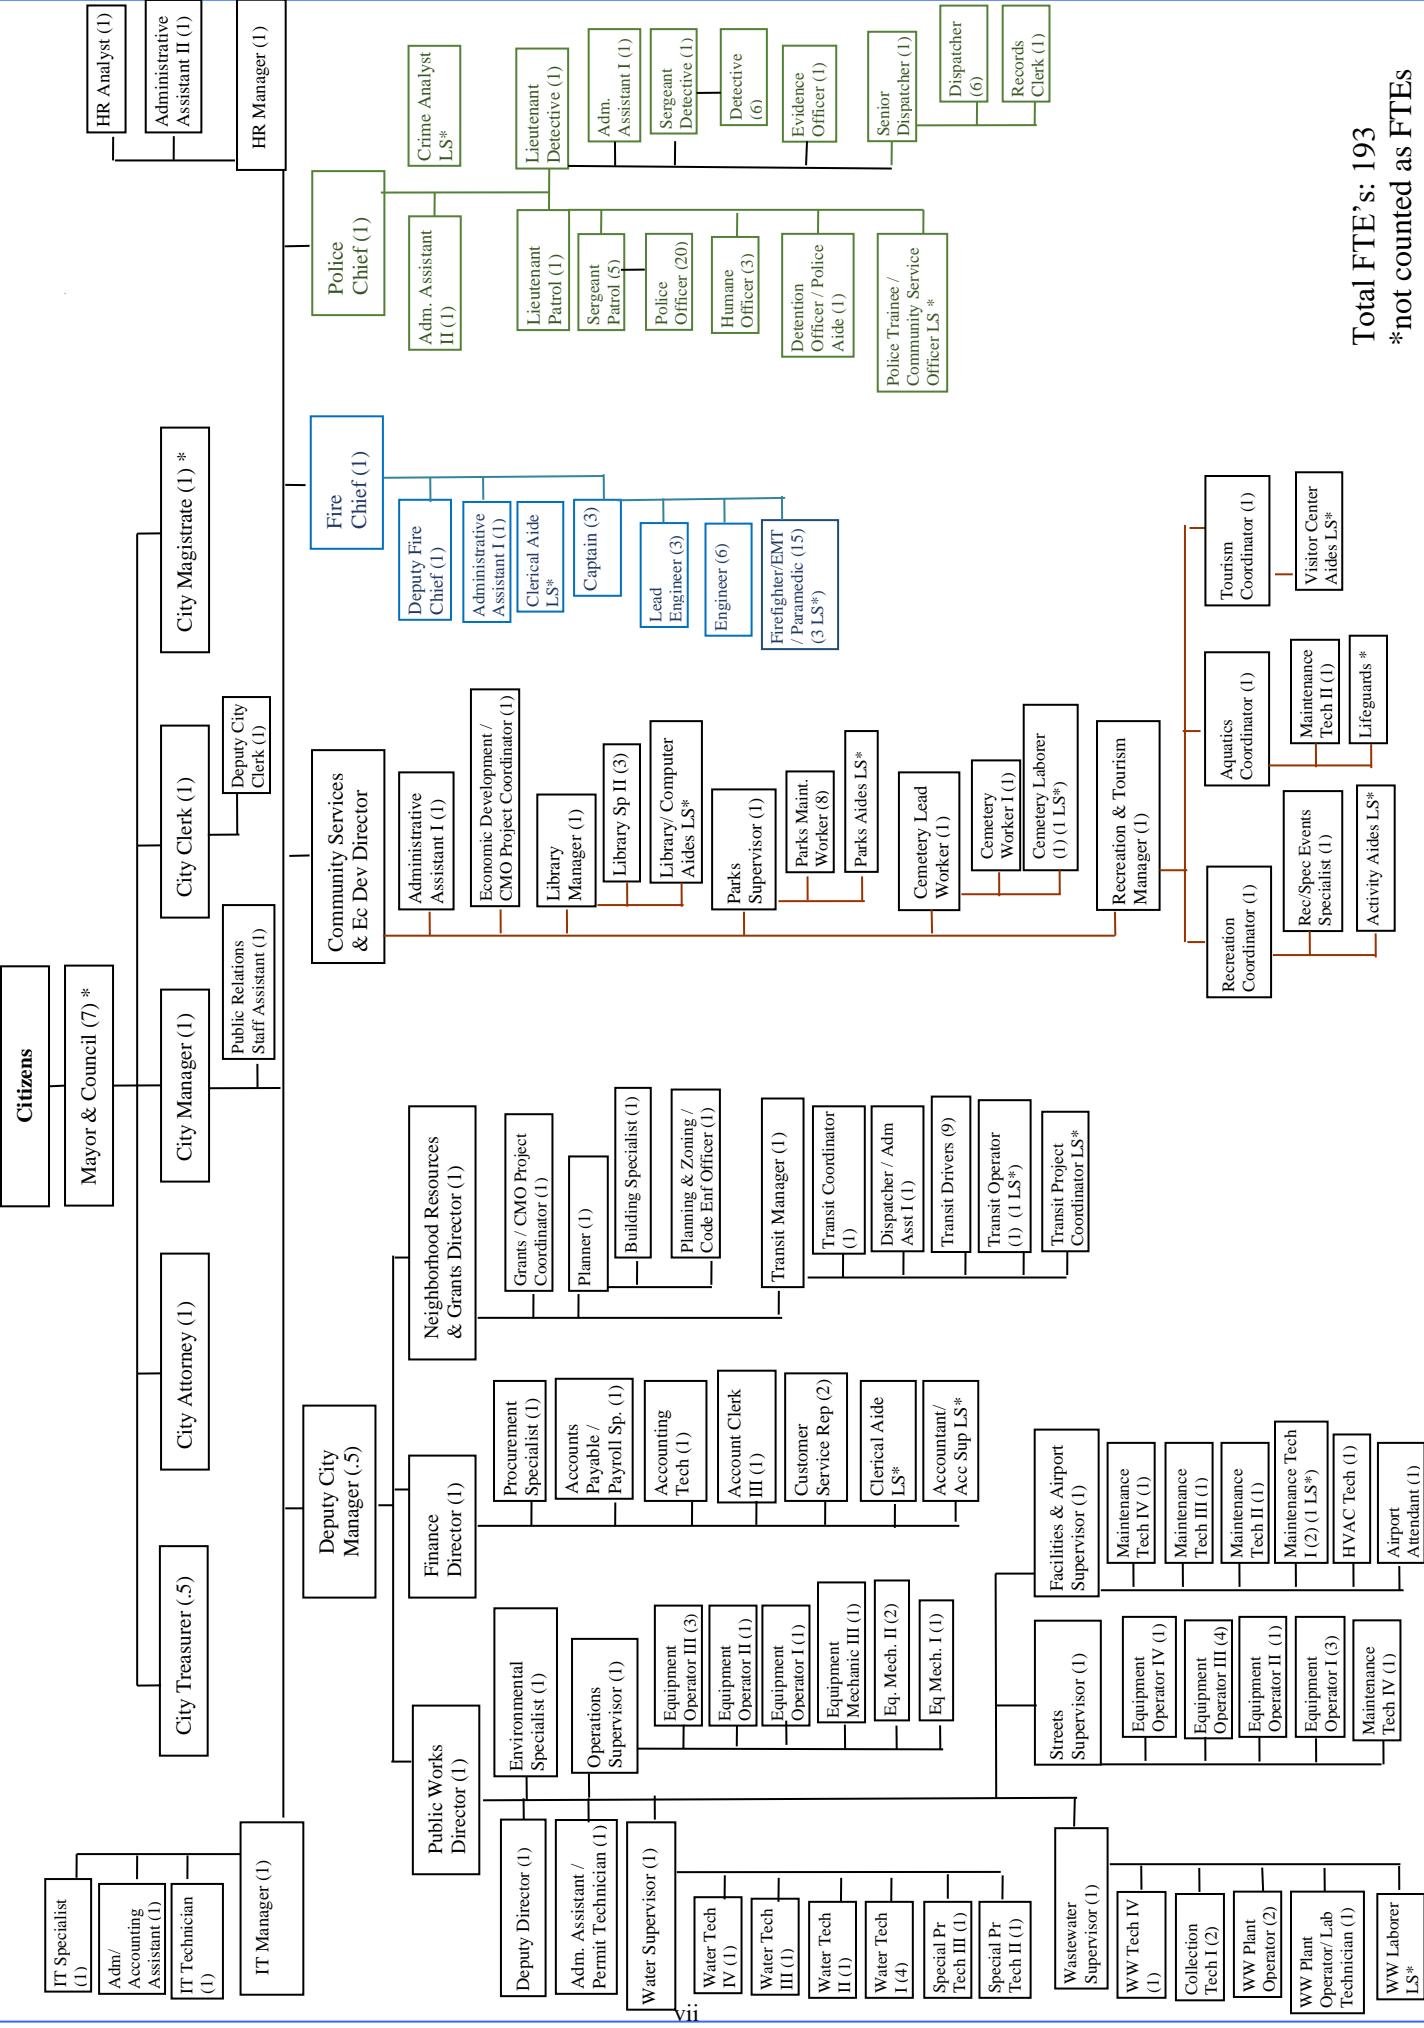 Citizens
Mayor & Council (7) *
City Treasurer (.5)
City Attorney (1)
City Manager (1)
City Clerk (1)
City Magistrate (1) *
Public Relations
Staff Assistant (1)
Deputy City
Clerk (1)
IT Specialist
(1)
Adm/
Accounting
Assistant (1)
IT Technician
(1)
IT Manager (1)
HR Analyst (1)
Administrative
Assistant II (1)
HR Manager (1)
Deputy City
Manager (.5)
Public Works
Director (1)
Deputy Director (1)
Environmental
Specialist (1)
Adm. Assistant /
Permit Technician (1)
Operations
Supervisor (1)
Equipment
Operator III (3)
Equipment
Operator II (1)
Equipment
Operator I (1)
Equipment
Mechanic III (1)
Eq. Mech. II (2)
Eq Mech. I (1)
Water Supervisor (1)
Water Tech
IV (1)
Water Tech
III (1)
Water Tech
II (1)
Water Tech
I (4)
Special Pr
Tech III (1)
Special Pr
Tech II (1)
Wastewater
Supervisor (1)
WW Tech IV
(1)
Collection
Tech I (2)
WW Plant
Operator (2)
WW Plant
Operator/ Lab
Technician (1)
WW Laborer
LS*
Streets
Supervisor (1)
Equipment
Operator IV (1)
Equipment
Operator III (4)
Equipment
Operator II (1)
Equipment
Operator I (3)
Maintenance
Tech IV (1)
Facilities & Airport
Supervisor (1)
Maintenance
Tech IV (1)
Maintenance
Tech III (1)
Maintenance
Tech II (1)
Maintenance Tech
I (2) (1 LS*)
HVAC Tech (1)
Airport
Attendant (1)
Finance
Director (1)
Procurement
Specialist (1)
Accounts
Payable /
Payroll Sp. (1)
Accounting
Tech (1)
Account Clerk
III (1)
Customer
Service Rep (2)
Clerical Aide
LS*
Accountant/
Acc Sup LS*
Neighborhood Resources
& Grants Director (1)
Grants / CMO Project
Coordinator (1)
Planner (1)
Building Specialist (1)
Planning & Zoning /
Code Enf Officer (1)
Transit Manager (1)
Transit Coordinator
(1)
Dispatcher / Adm
Asst I (1)
Transit Drivers (9)
Transit Operator
(1) (1 LS*)
Transit Project
Coordinator LS*
Community Services
& Ec Dev Director
Administrative
Assistant I (1)
Economic Development /
CMO Project Coordinator (1)
Library
Manager (1)
Library Sp II (3)
Library/ Computer
Aides LS*
Parks
Supervisor (1)
Parks Maint.
Worker (8)
Parks Aides LS*
Cemetery Lead
Worker (1)
Cemetery
Worker I (1)
Cemetery Laborer
(1) (1 LS*)
Recreation & Tourism
Manager (1)
Recreation
Coordinator (1)
Rec/Spec Events
Specialist (1)
Activity Aides LS*
Aquatics
Coordinator (1)
Maintenance
Tech II (1)
Lifeguards *
Tourism
Coordinator (1)
Visitor Center
Aides LS*
Fire
Chief (1)
Deputy Fire
Chief (1)
Administrative
Assistant I (1)
Clerical Aide
LS*
Captain (3)
Lead
Engineer (3)
Engineer (6)
Firefighter/EMT
/ Paramedic (15)
(3 LS*)
Police
Chief (1)
Adm. Assistant
II (1)
Crime Analyst
LS*
Lieutenant
Patrol (1)
Sergeant
Patrol (5)
Police
Officer (20)
Humane
Officer (3)
Detention
Officer / Police
Aide (1)
Police Trainee /
Community Service
Officer LS *
Lieutenant
Detective (1)
Adm.
Assistant I (1)
Sergeant
Detective (1)
Detective
(6)
Evidence
Officer (1)
Senior
Dispatcher (1)
Dispatcher
(6)
Records
Clerk (1)
Total FTE’s: 193
*not counted as FTEs
vii